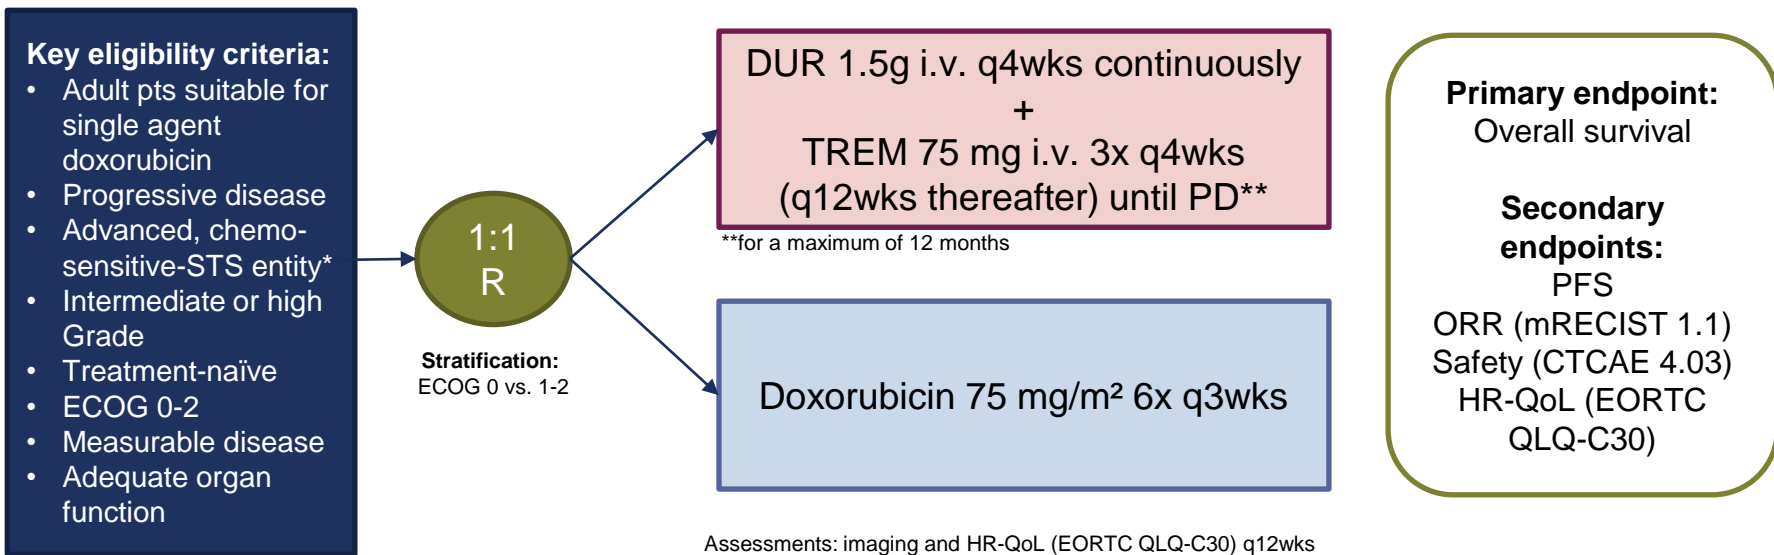 Key eligibility criteria:
• Adult pts suitable for
single agent
doxorubicin
• Progressive disease
• Advanced, chemo-
sensitive-STS entity*
• Intermediate or high
Grade
• Treatment-naïve
• ECOG 0-2
• Measurable disease
• Adequate organ
function
1:1
R
Stratification:
ECOG 0 vs. 1-2
DUR 1.5g i.v. q4wks continuously
+
TREM 75 mg i.v. 3x q4wks
(q12wks thereafter) until PD**
**for a maximum of 12 months
Doxorubicin 75 mg/m² 6x q3wks
Assessments: imaging and HR-QoL (EORTC QLQ-C30) q12wks
Primary endpoint:
Overall survival
Secondary
endpoints:
PFS
ORR (mRECIST 1.1)
Safety (CTCAE 4.03)
HR-QoL (EORTC
QLQ-C30)